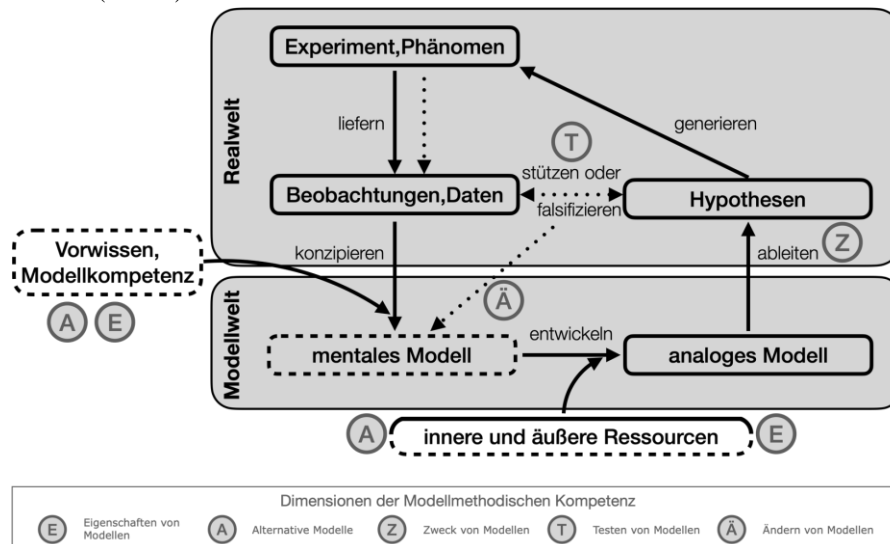 Experiment,Phänomen
Realwelt
liefern
generieren
T
stützen oder
Beobachtungen,Daten
Hypothesen
falsifizieren
Vorwissen,
Modellkompetenz
konzipieren
ableiten
Z
A E
Ä
Modellwelt
mentales Modell
entwickeln
analoges Modell
A
innere und äußere Ressourcen
E
Dimensionen der Modellmethodischen Kompetenz
E Eigenschaften von
Modellen
A Alternative Modelle
Z Zweck von Modellen
T Testen von Modellen
Ä Ändern von Modellen